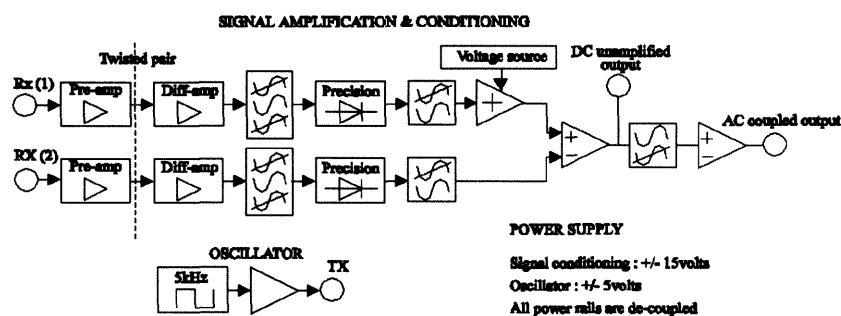 SIGNAL AMPLIFICATION & CONDITIONING
Twisted pair
Voltage source
DC unamplified
output
Rx (1)
Pre-amp
Diff-amp
Precision
AC coupled output
RX (2)
Pre-amp
Diff-amp
Precision
POWER SUPPLY
OSCILLATOR
TX
5kHz
Signal conditioning : +/- 15volts
Oscillator : +/- 5volts
All power rails are de-coupled